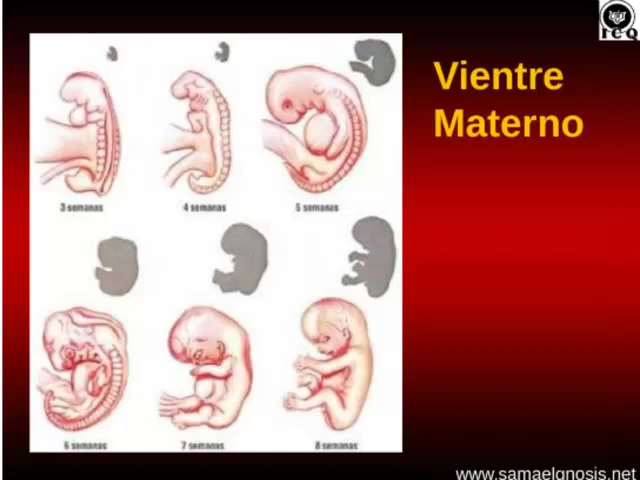 Vientre
Materno
3 semanas
4 semanas
5 semanas
6 semanas
7 semanas
8 semanas
www.samaelgnosis.net